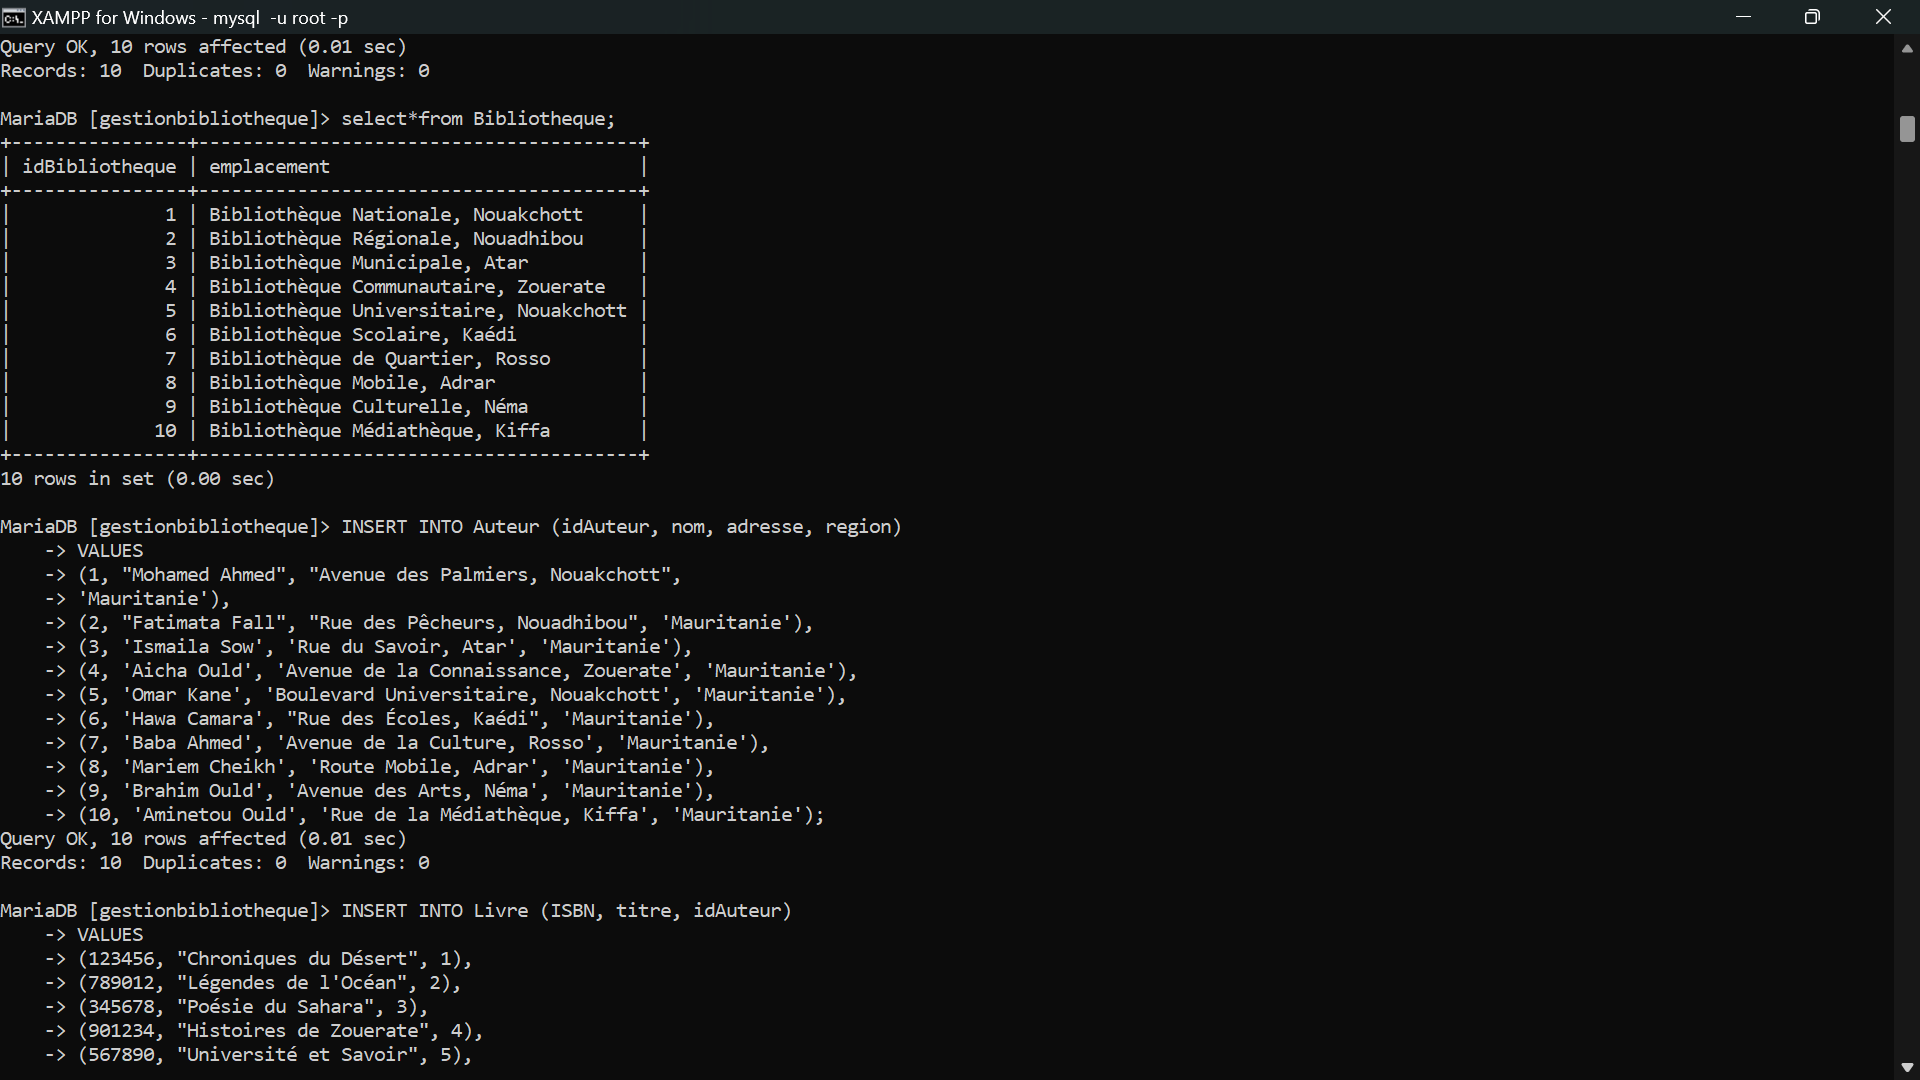 XAMPP for Windows - mysql -u root -p
Query OK, 10 rows affected (0.01 sec)
Records: 10  Duplicates: 0  Warnings: 0
MariaDB [gestionbibliotheque]> select*from Bibliotheque;
+----------------+----------------------------------------+
| idBibliotheque | emplacement                            |
+----------------+----------------------------------------+
|              1 | Bibliothèque Nationale, Nouakchott     |
|              2 | Bibliothèque Régionale, Nouadhibou     |
|              3 | Bibliothèque Municipale, Atar          |
|              4 | Bibliothèque Communautaire, Zouerate   |
|              5 | Bibliothèque Universitaire, Nouakchott |
|              6 | Bibliothèque Scolaire, Kaédi           |
|              7 | Bibliothèque de Quartier, Rosso        |
|              8 | Bibliothèque Mobile, Adrar             |
|              9 | Bibliothèque Culturelle, Néma          |
|             10 | Bibliothèque Médiathèque, Kiffa        |
+----------------+----------------------------------------+
10 rows in set (0.00 sec)
MariaDB [gestionbibliotheque]> INSERT INTO Auteur (idAuteur, nom, adresse, region)
    -> VALUES
    -> (1, "Mohamed Ahmed", "Avenue des Palmiers, Nouakchott",
    -> 'Mauritanie'),
    -> (2, "Fatimata Fall", "Rue des Pêcheurs, Nouadhibou", 'Mauritanie'),
    -> (3, 'Ismaila Sow', 'Rue du Savoir, Atar', 'Mauritanie'),
    -> (4, 'Aicha Ould', 'Avenue de la Connaissance, Zouerate', 'Mauritanie'),
    -> (5, 'Omar Kane', 'Boulevard Universitaire, Nouakchott', 'Mauritanie'),
    -> (6, 'Hawa Camara', "Rue des Écoles, Kaédi", 'Mauritanie'),
    -> (7, 'Baba Ahmed', 'Avenue de la Culture, Rosso', 'Mauritanie'),
    -> (8, 'Mariem Cheikh', 'Route Mobile, Adrar', 'Mauritanie'),
    -> (9, 'Brahim Ould', 'Avenue des Arts, Néma', 'Mauritanie'),
    -> (10, 'Aminetou Ould', 'Rue de la Médiathèque, Kiffa', 'Mauritanie');
Query OK, 10 rows affected (0.01 sec)
Records: 10  Duplicates: 0  Warnings: 0
MariaDB [gestionbibliotheque]> INSERT INTO Livre (ISBN, titre, idAuteur)
    -> VALUES
    -> (123456, "Chroniques du Désert", 1),
    -> (789012, "Légendes de l'Océan", 2),
    -> (345678, "Poésie du Sahara", 3),
    -> (901234, "Histoires de Zouerate", 4),
    -> (567890, "Université et Savoir", 5),